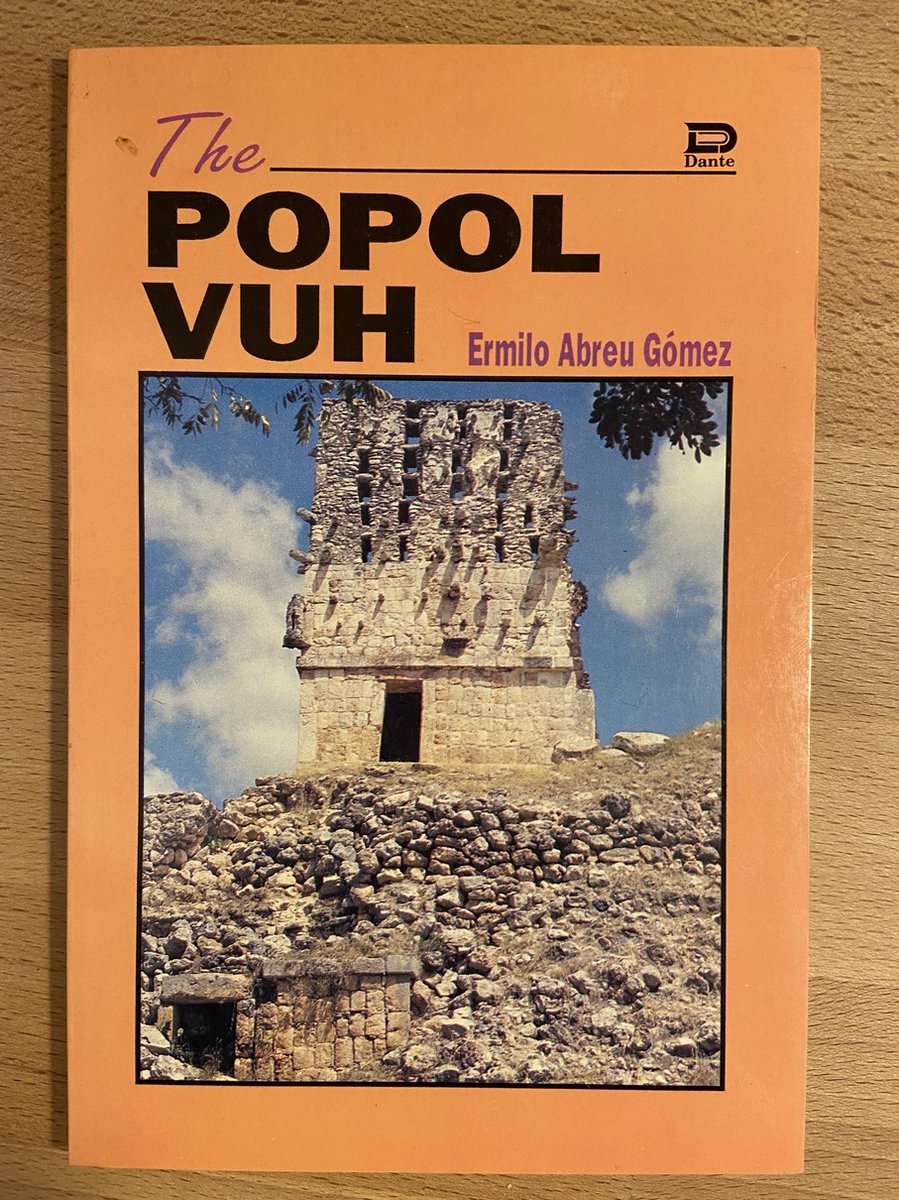 The
Dante
POPOL
VUH
Ermilo Abreu Gómez